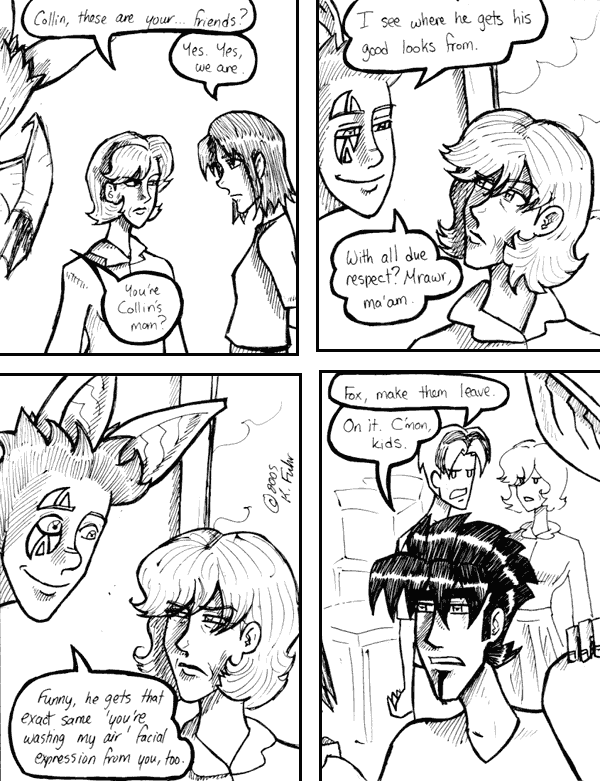 Collin, these are your... friends?
Yes. Yes,
we are.
You're
Collin's
mom?
I see where he gets his
good looks from.
With all due
respect? Mrawr,
ma'am.
©2005
K. Fuhr
Funny, he gets that
exact same 'you're
wasting my air' facial
expression from you, too.
Fox, make them leave.
On it. C'mon,
kids.